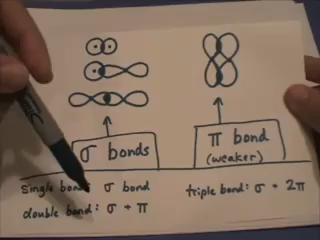 σ bonds
π bond
(weaker)
single bond: σ bond
double bond: σ + π
triple bond: σ + 2π